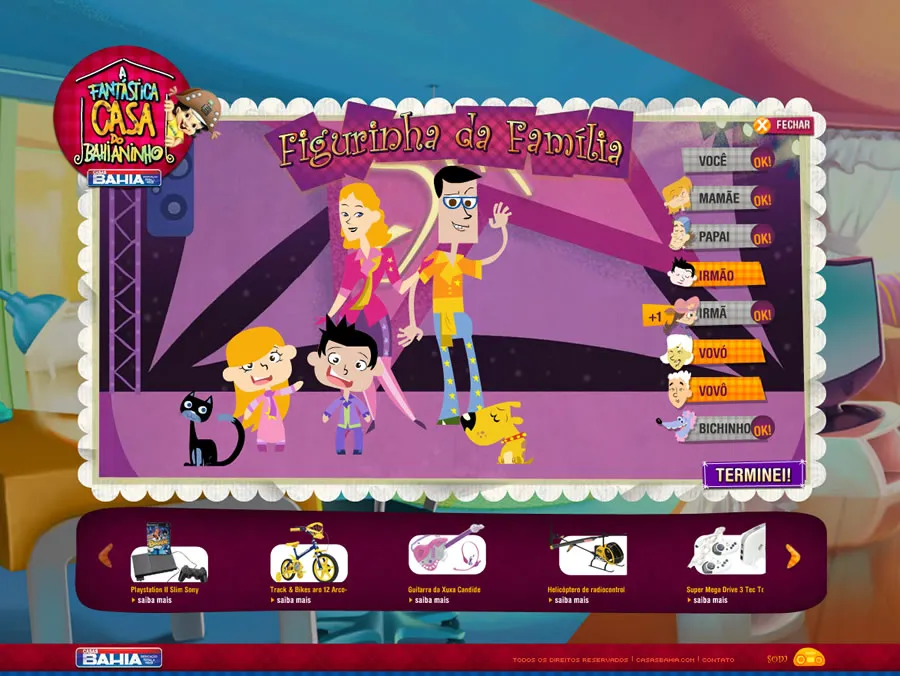 A
FANTÁSTICA
CASA
DO
BAHIANINHO
CASAS
BAHIA
Figurinha da Família
FECHAR
VOCÊ OK!
MAMÃE OK!
PAPAI OK!
IRMÃO
+1 IRMÃ OK!
VOVÓ
VOVÔ
BICHINHO OK!
TERMINEI!
Playstation II Slim Sony
saiba mais
Track & Bikes aro 12 Arco-
saiba mais
Guitarra da Xuxa Candide
saiba mais
Helicóptero de radiocontrol
saiba mais
Super Mega Drive 3 Tec Tr
saiba mais
CASAS
BAHIA
TODOS OS DIREITOS RESERVADOS | CASASBAHIA.COM | CONTATO
som